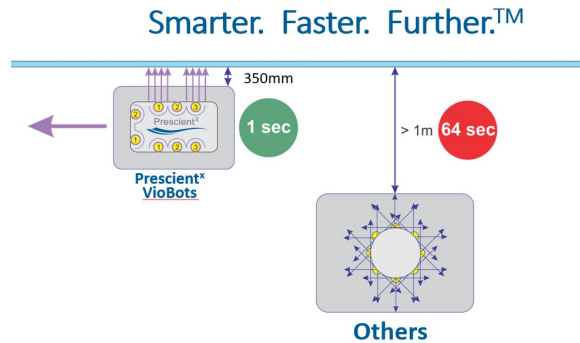 Smarter. Faster. Further.™
350mm
1 2 3
2
Prescientˣ
1 sec
1
1 2 3
> 1m
64 sec
Prescientˣ
VioBots
Others